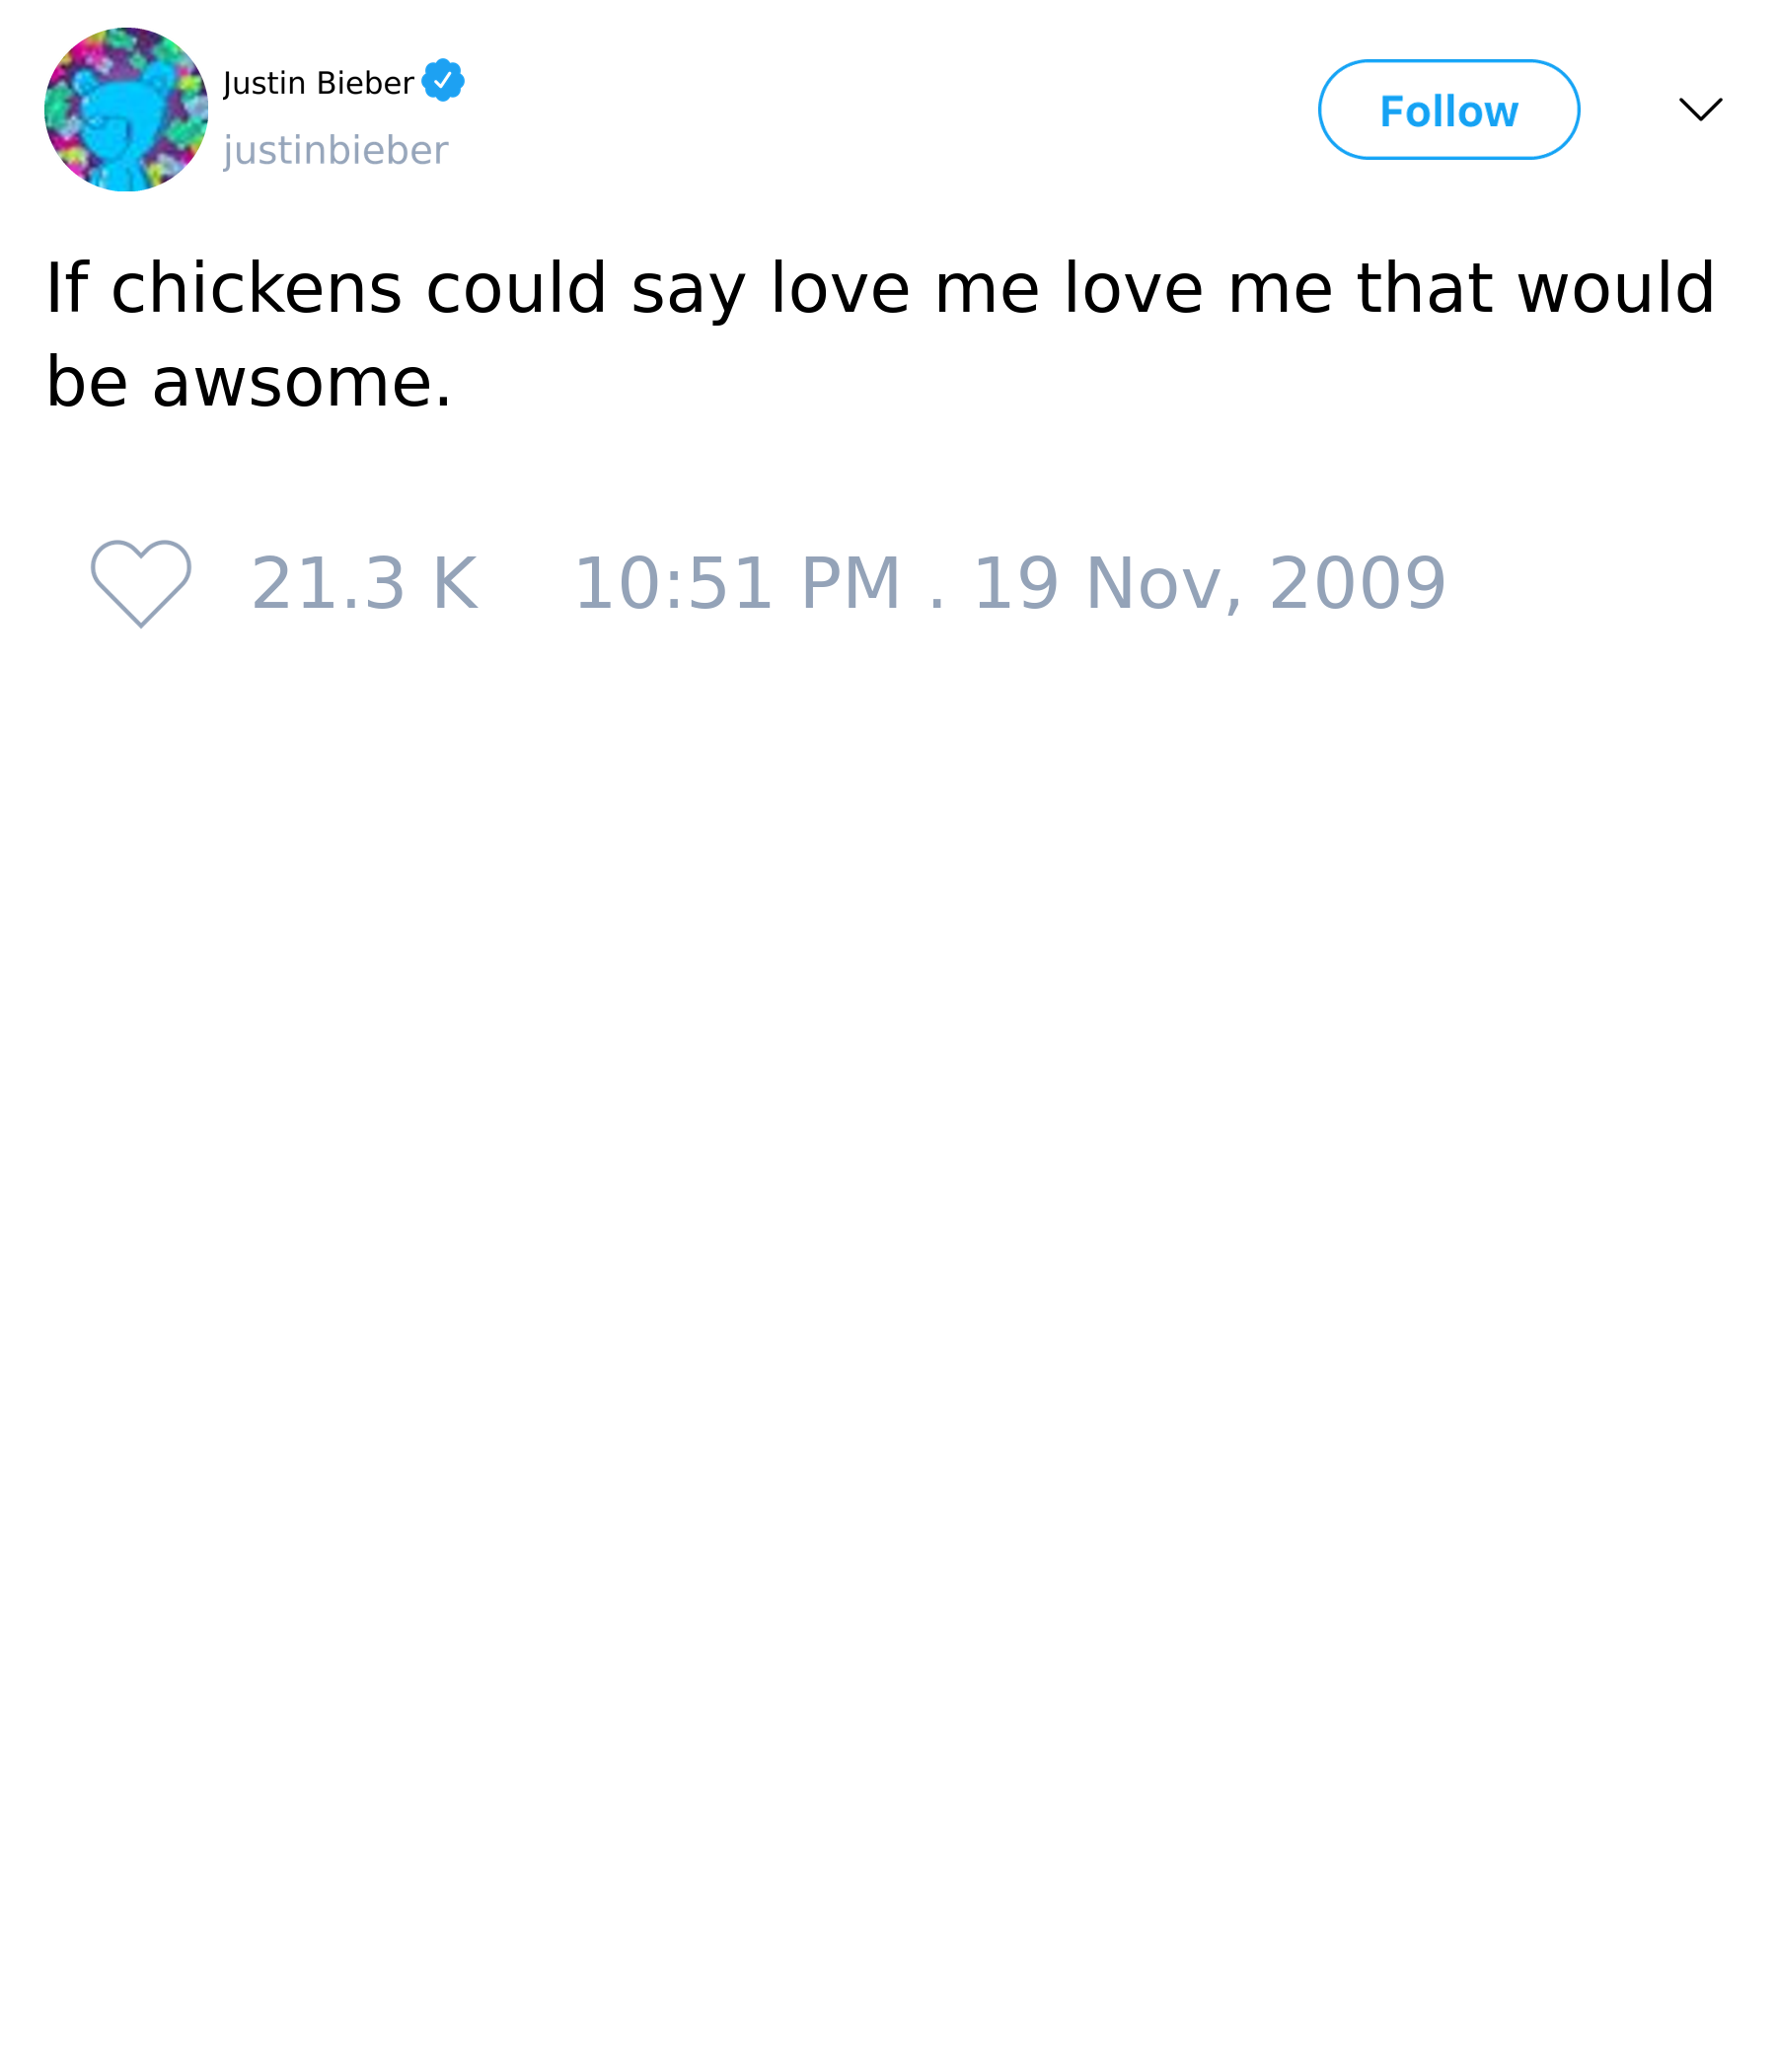 Justin Bieber
justinbieber
Follow
If chickens could say love me love me that would
be awsome.
21.3 K 10:51 PM . 19 Nov, 2009